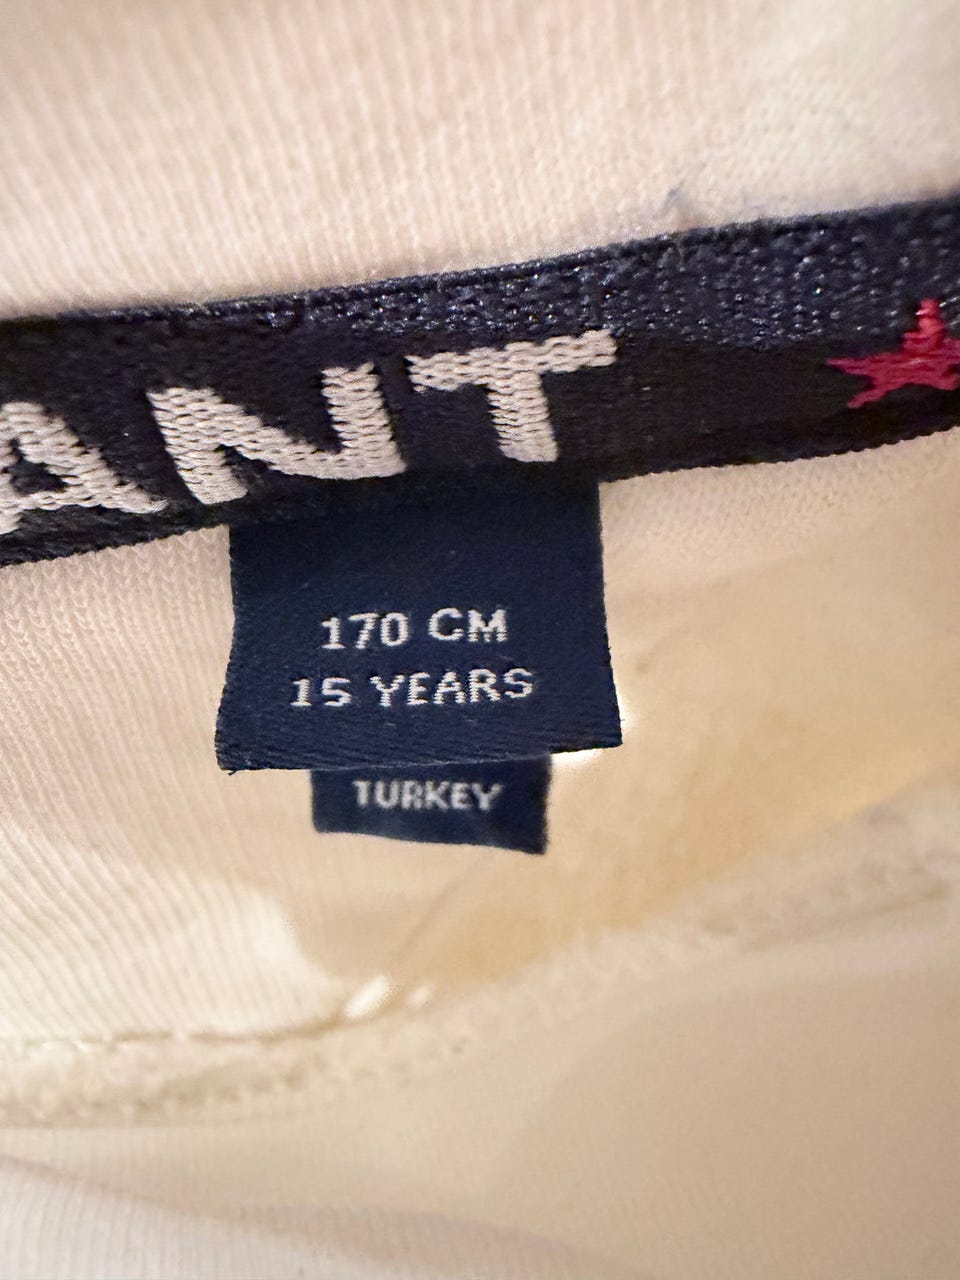 ANT
170 CM
15 YEARS
TURKEY